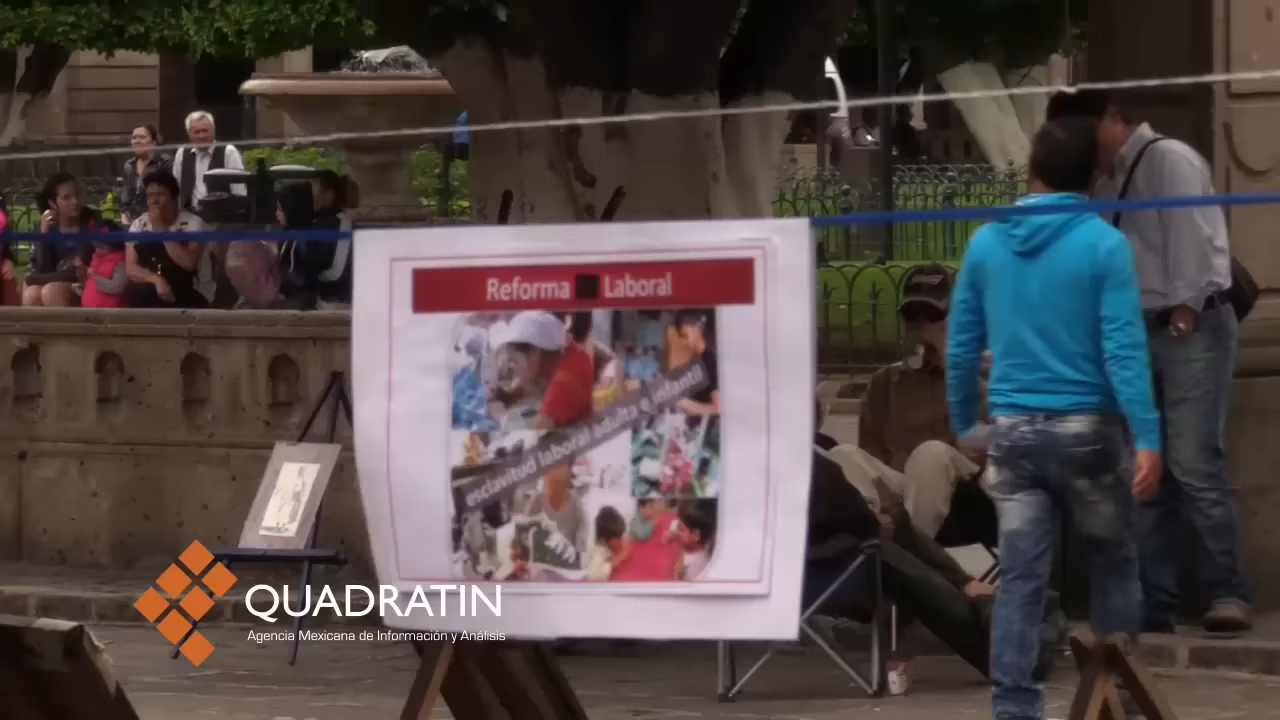 Reforma Laboral
esclavitud laboral adulta e infantil
QUADRATIN
Agencia Mexicana de Información y Análisis